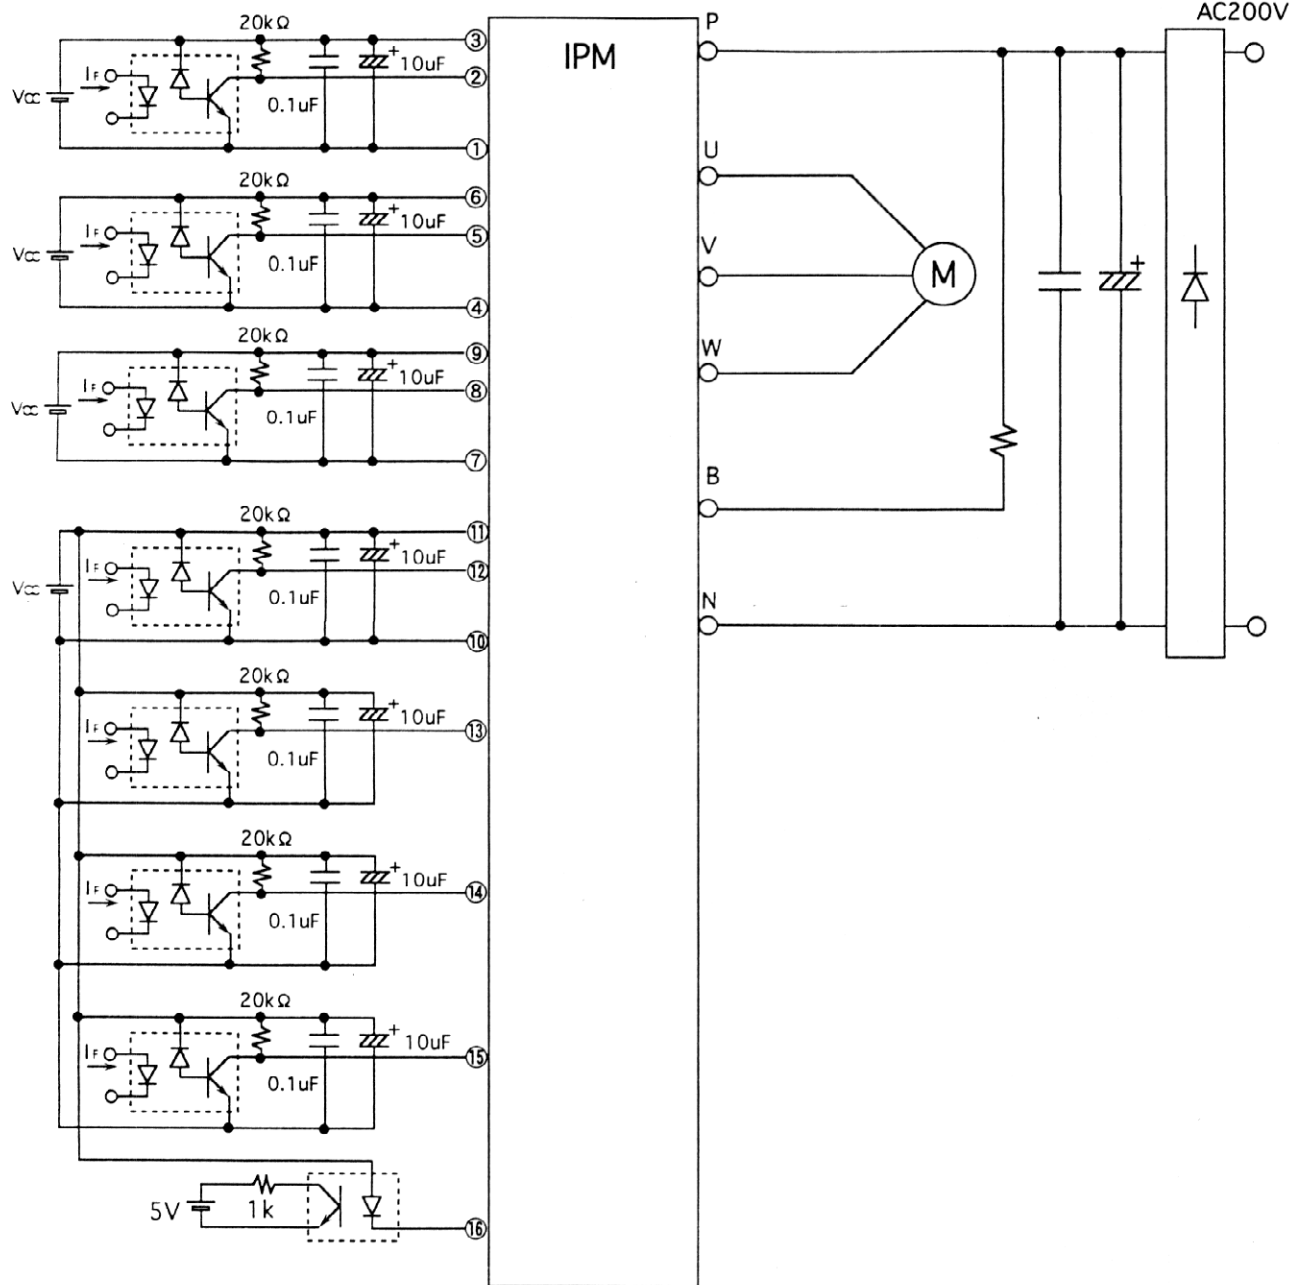 AC200V
IPM
P
U
V
W
B
N
M
+
20kΩ
③
+
10uF
②
IF
Vcc
0.1uF
①
20kΩ
⑥
+
10uF
⑤
IF
Vcc
0.1uF
④
20kΩ
⑨
+
10uF
⑧
IF
Vcc
0.1uF
⑦
20kΩ
⑪
+
10uF
⑫
IF
Vcc
0.1uF
⑩
20kΩ
+
10uF
⑬
IF
0.1uF
20kΩ
+
10uF
⑭
IF
0.1uF
20kΩ
+
10uF
⑮
IF
0.1uF
5V
1k
⑯